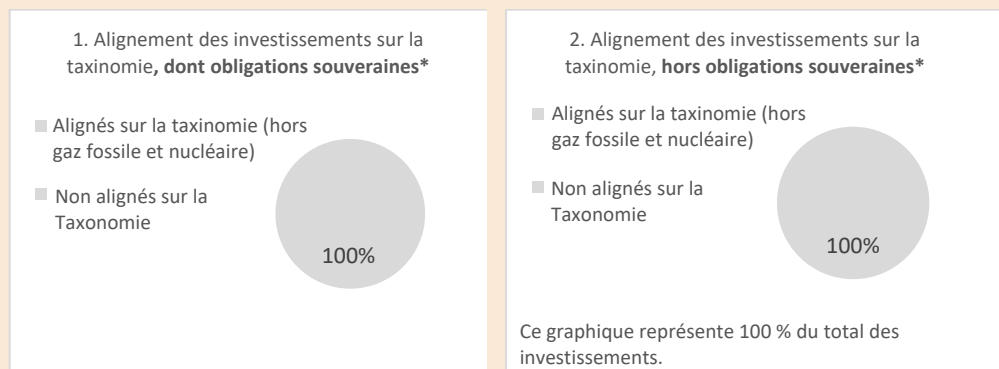 1. Alignement des investissements sur la
taxinomie, dont obligations souveraines*
Alignés sur la taxinomie (hors
gaz fossile et nucléaire)
Non alignés sur la
Taxonomie
100%
2. Alignement des investissements sur la
taxinomie, hors obligations souveraines*
Alignés sur la taxinomie (hors
gaz fossile et nucléaire)
Non alignés sur la
Taxonomie
100%
Ce graphique représente 100 % du total des
investissements.